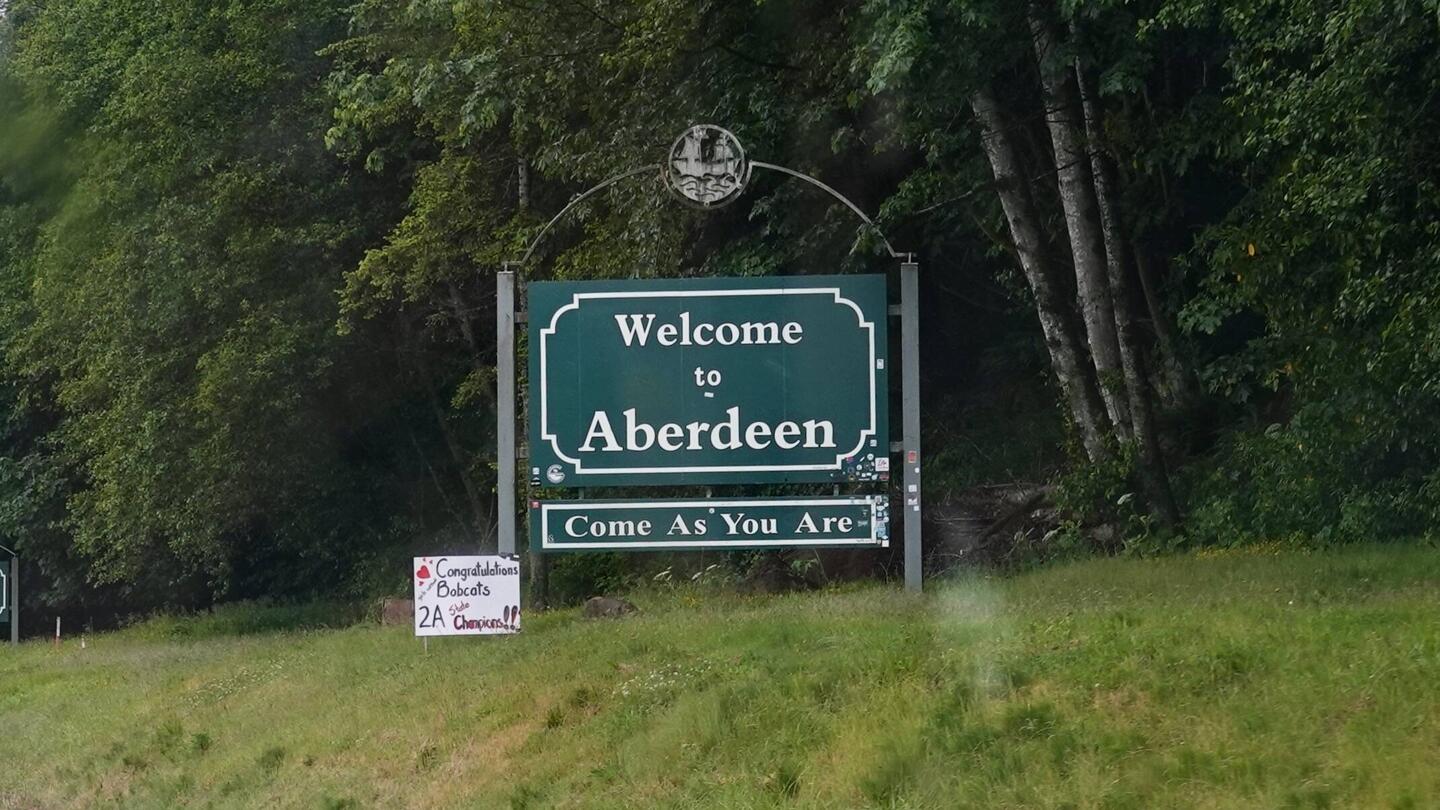 Welcome
to
Aberdeen
Come As You Are
Congratulations
Bobcats
2A State
Champions!!